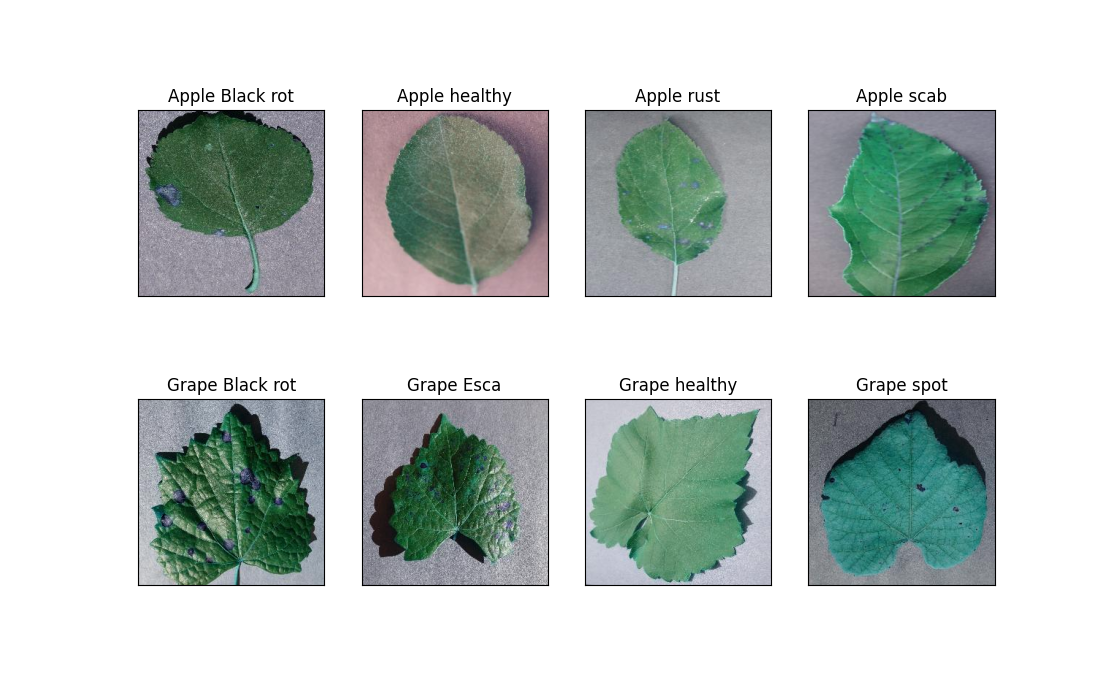 Apple Black rot
Apple healthy
Apple rust
Apple scab
Grape Black rot
Grape Esca
Grape healthy
Grape spot